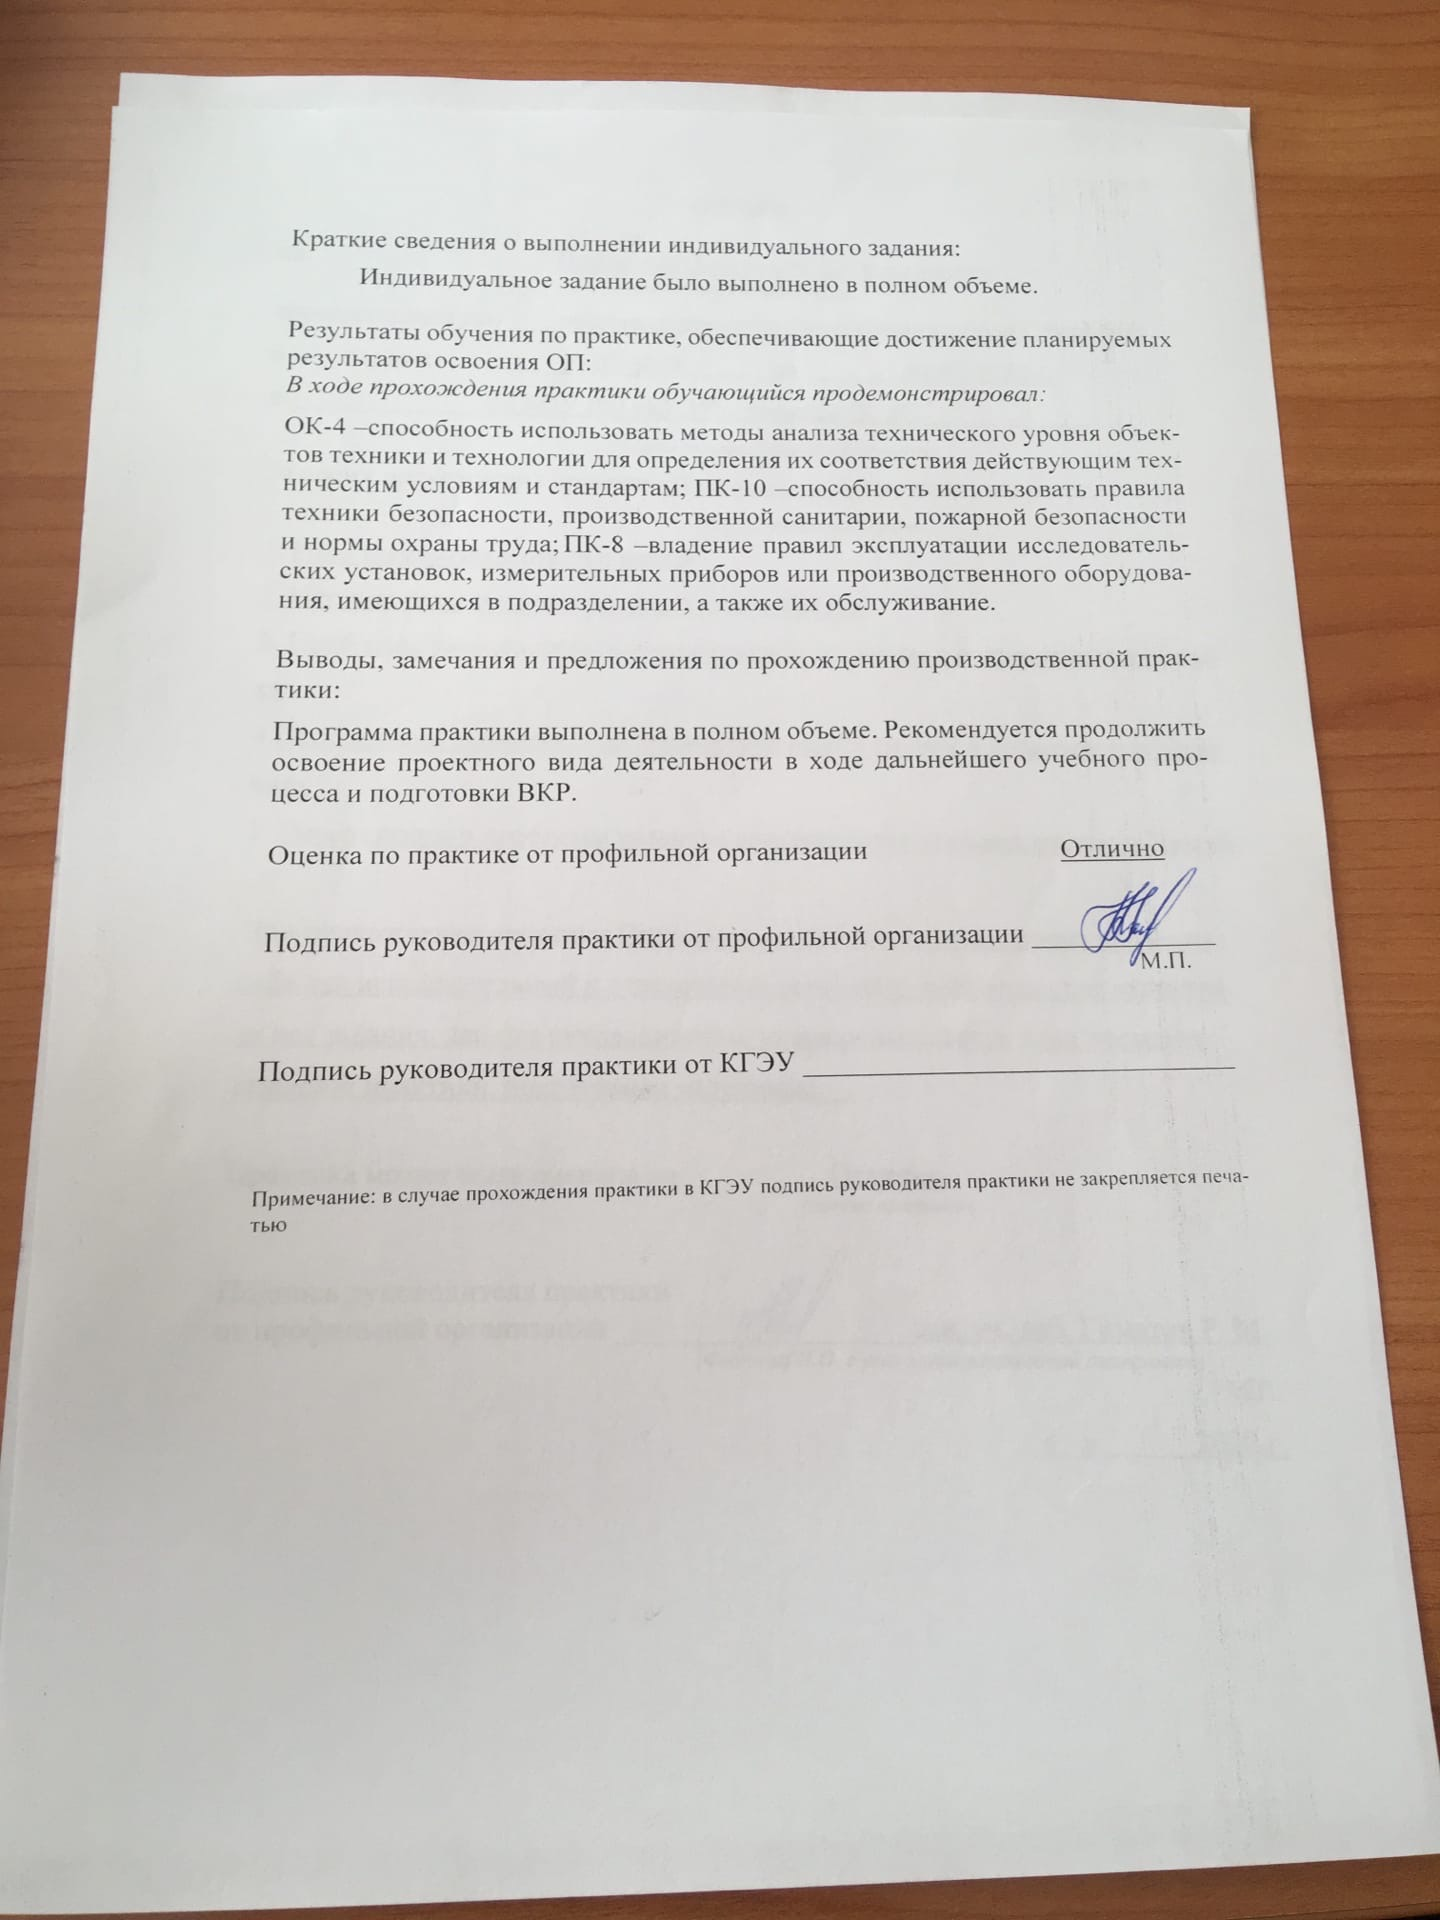 Краткие сведения о выполнении индивидуального задания:
Индивидуальное задание было выполнено в полном объеме.
Результаты обучения по практике, обеспечивающие достижение планируемых
результатов освоения ОП:
В ходе прохождения практики обучающийся продемонстрировал:
ОК-4 –способность использовать методы анализа технического уровня объек-
тов техники и технологии для определения их соответствия действующим тех-
ническим условиям и стандартам; ПК-10 –способность использовать правила
техники безопасности, производственной санитарии, пожарной безопасности
и нормы охраны труда; ПК-8 –владение правил эксплуатации исследователь-
ских установок, измерительных приборов или производственного оборудова-
ния, имеющихся в подразделении, а также их обслуживание.
Выводы, замечания и предложения по прохождению производственной прак-
тики:
Программа практики выполнена в полном объеме. Рекомендуется продолжить
освоение проектного вида деятельности в ходе дальнейшего учебного про-
цесса и подготовки ВКР.
Оценка по практике от профильной организации Отлично
Подпись руководителя практики от профильной организации ______________
М.П.
Подпись руководителя практики от КГЭУ ________________________________
Примечание: в случае прохождения практики в КГЭУ подпись руководителя практики не закрепляется печа-
тью